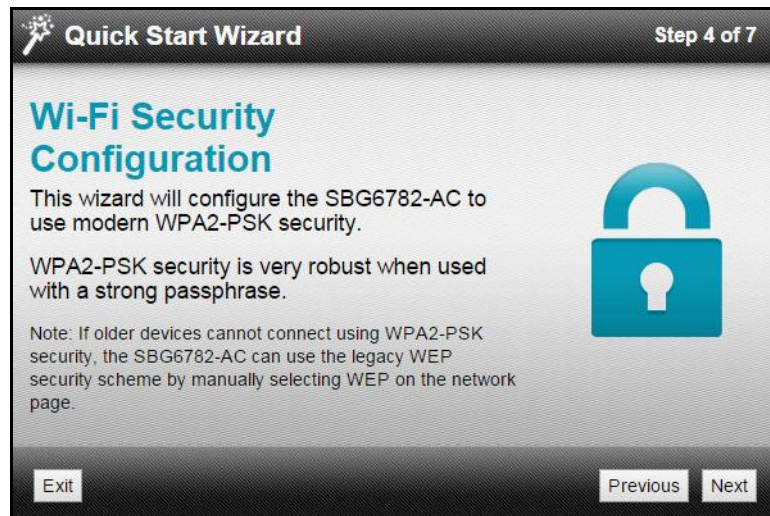 Quick Start Wizard
Step 4 of 7
Wi-Fi Security
Configuration
This wizard will configure the SBG6782-AC to
use modern WPA2-PSK security.
WPA2-PSK security is very robust when used
with a strong passphrase.
Note: If older devices cannot connect using WPA2-PSK
security, the SBG6782-AC can use the legacy WEP
security scheme by manually selecting WEP on the network
page.
Exit
Previous
Next